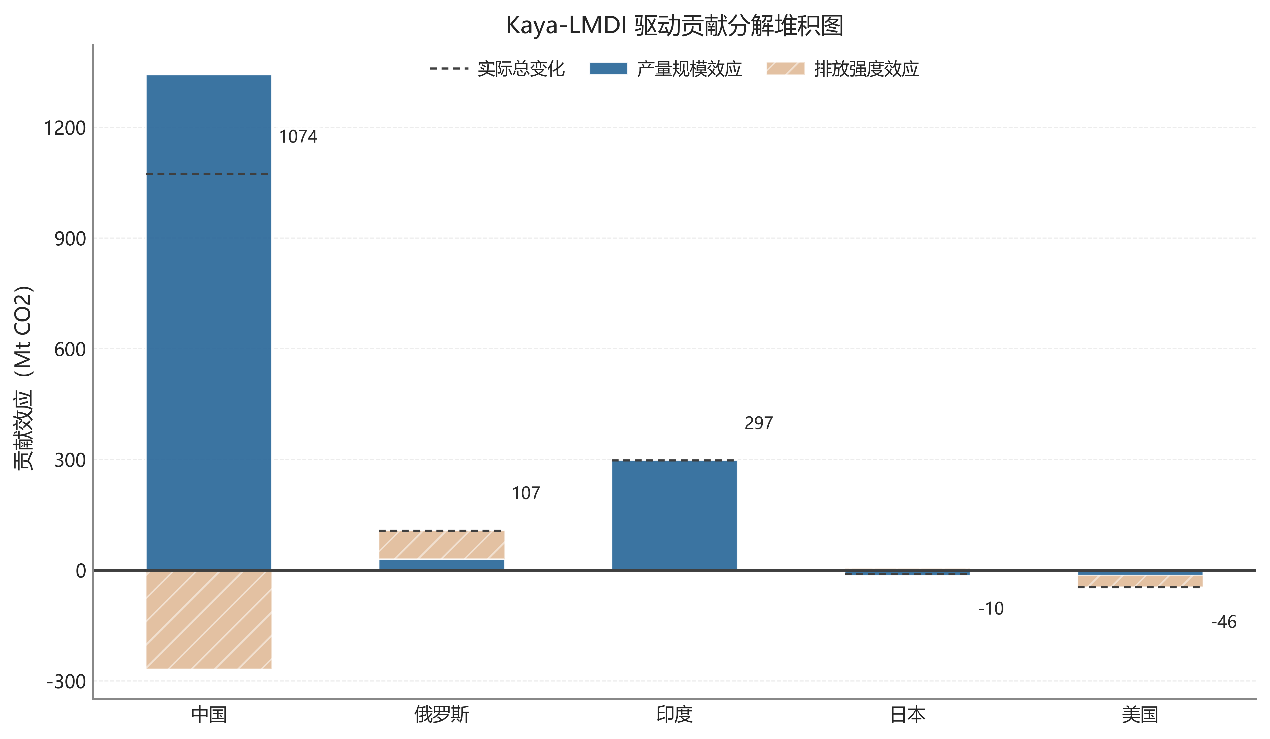 Kaya-LMDI 驱动贡献分解堆积图
实际总变化 产量规模效应 排放强度效应
贡献效应（Mt CO2）
1200
900
600
300
0
-300
1074
107
297
-10
-46
中国 俄罗斯 印度 日本 美国